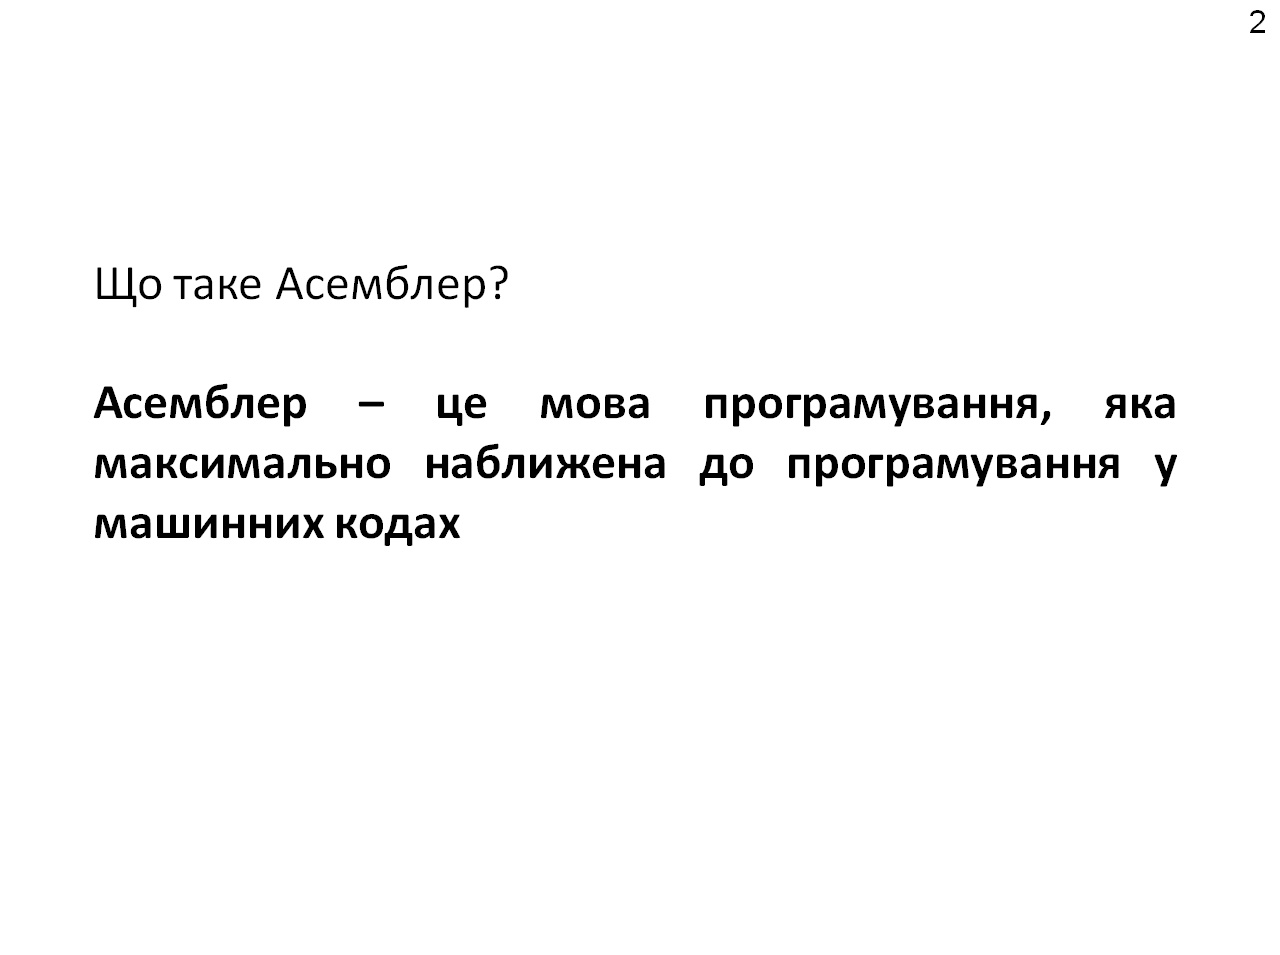 2
Що таке Асемблер?
Асемблер – це мова програмування, яка
максимально наближена до програмування у
машинних кодах